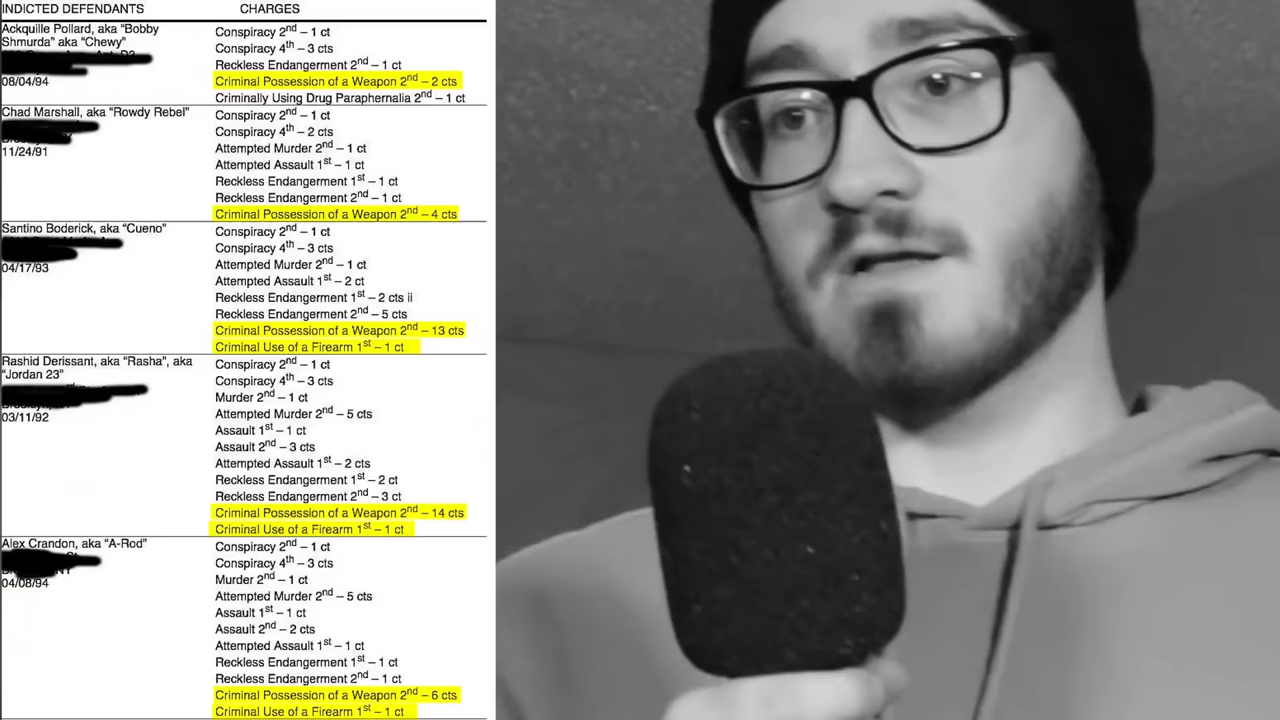 INDICTED DEFENDANTS CHARGES
Ackquille Pollard, aka “Bobby
Shmurda” aka “Chewy”
08/04/94
Conspiracy 2nd – 1 ct
Conspiracy 4th – 3 cts
Reckless Endangerment 2nd – 1 ct
Criminal Possession of a Weapon 2nd – 2 cts
Criminally Using Drug Paraphernalia 2nd – 1 ct
Chad Marshall, aka “Rowdy Rebel”
11/24/91
Conspiracy 2nd – 1 ct
Conspiracy 4th – 2 cts
Attempted Murder 2nd – 1 ct
Attempted Assault 1st – 1 ct
Reckless Endangerment 1st – 1 ct
Reckless Endangerment 2nd – 1 ct
Criminal Possession of a Weapon 2nd – 4 cts
Santino Boderick, aka “Cueno”
04/17/93
Conspiracy 2nd – 1 ct
Conspiracy 4th – 3 cts
Attempted Murder 2nd – 1 ct
Attempted Assault 1st – 2 ct
Reckless Endangerment 1st – 2 cts ii
Reckless Endangerment 2nd – 5 cts
Criminal Possession of a Weapon 2nd – 13 cts
Criminal Use of a Firearm 1st – 1 ct
Rashid Derissant, aka “Rasha”, aka
“Jordan 23”
03/11/92
Conspiracy 2nd – 1 ct
Conspiracy 4th – 3 cts
Murder 2nd – 1 ct
Attempted Murder 2nd – 5 cts
Assault 1st – 1 ct
Assault 2nd – 3 cts
Attempted Assault 1st – 2 cts
Reckless Endangerment 1st – 2 ct
Reckless Endangerment 2nd – 3 ct
Criminal Possession of a Weapon 2nd – 14 cts
Criminal Use of a Firearm 1st – 1 ct
Alex Crandon, aka “A-Rod”
04/08/94
Conspiracy 2nd – 1 ct
Conspiracy 4th – 3 cts
Murder 2nd – 1 ct
Attempted Murder 2nd – 5 cts
Assault 1st – 1 ct
Assault 2nd – 2 cts
Attempted Assault 1st – 1 ct
Reckless Endangerment 1st – 1 ct
Reckless Endangerment 2nd – 1 ct
Criminal Possession of a Weapon 2nd – 6 cts
Criminal Use of a Firearm 1st – 1 ct